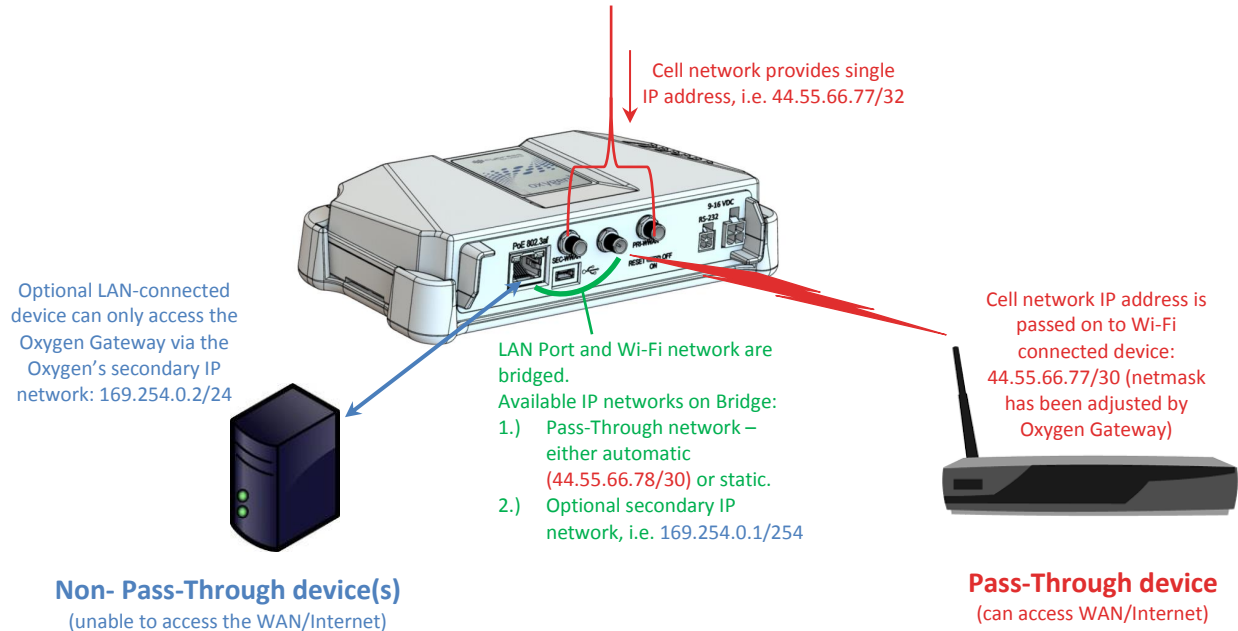 Cell network provides single
IP address, i.e. 44.55.66.77/32
oxygen
9-16 VDC
RS-232
PoE 802.3af
SEC-WWAN
PRI-WWAN
OFF
ON
Optional LAN-connected
device can only access the
Oxygen Gateway via the
Oxygen's secondary IP
network: 169.254.0.2/24
LAN Port and Wi-Fi network are
bridged.
Available IP networks on Bridge:
1.) Pass-Through network –
either automatic
(44.55.66.78/30) or static.
2.) Optional secondary IP
network, i.e. 169.254.0.1/254
Cell network IP address is
passed on to Wi-Fi
connected device:
44.55.66.77/30 (netmask
has been adjusted by
Oxygen Gateway)
Non- Pass-Through device(s)
(unable to access the WAN/Internet)
Pass-Through device
(can access WAN/Internet)